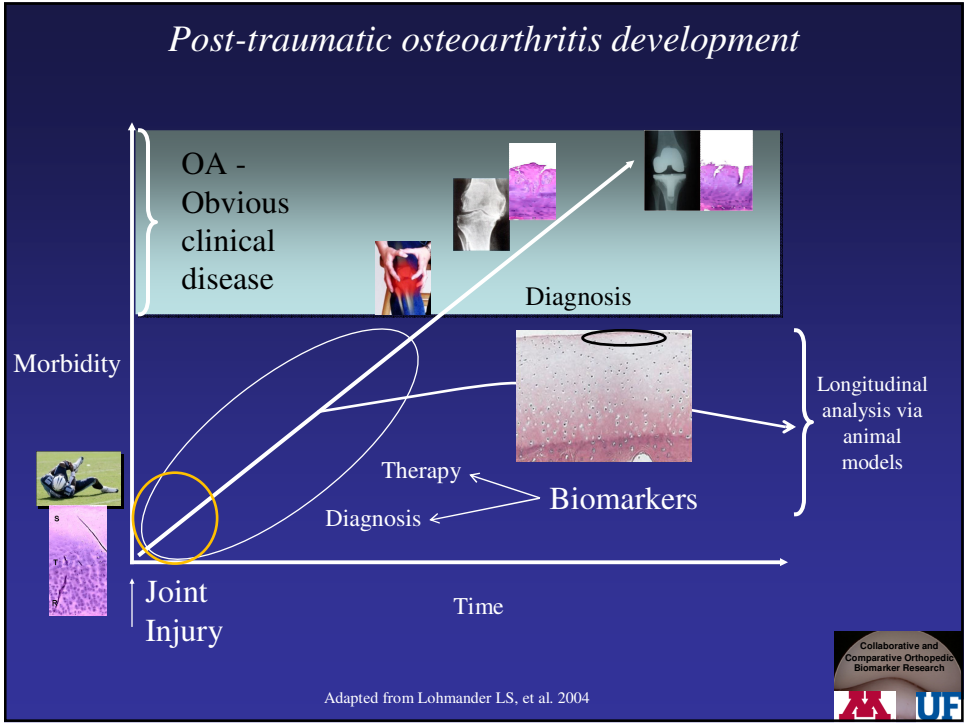 Post-traumatic osteoarthritis development
OA -
Obvious
clinical
disease
Diagnosis
Morbidity
Longitudinal
analysis via
animal
models
Therapy
Biomarkers
Diagnosis
S
T
R
Joint
Injury
Time
Collaborative and
Comparative Orthopedic
Biomarker Research
M UF
Adapted from Lohmander LS, et al. 2004